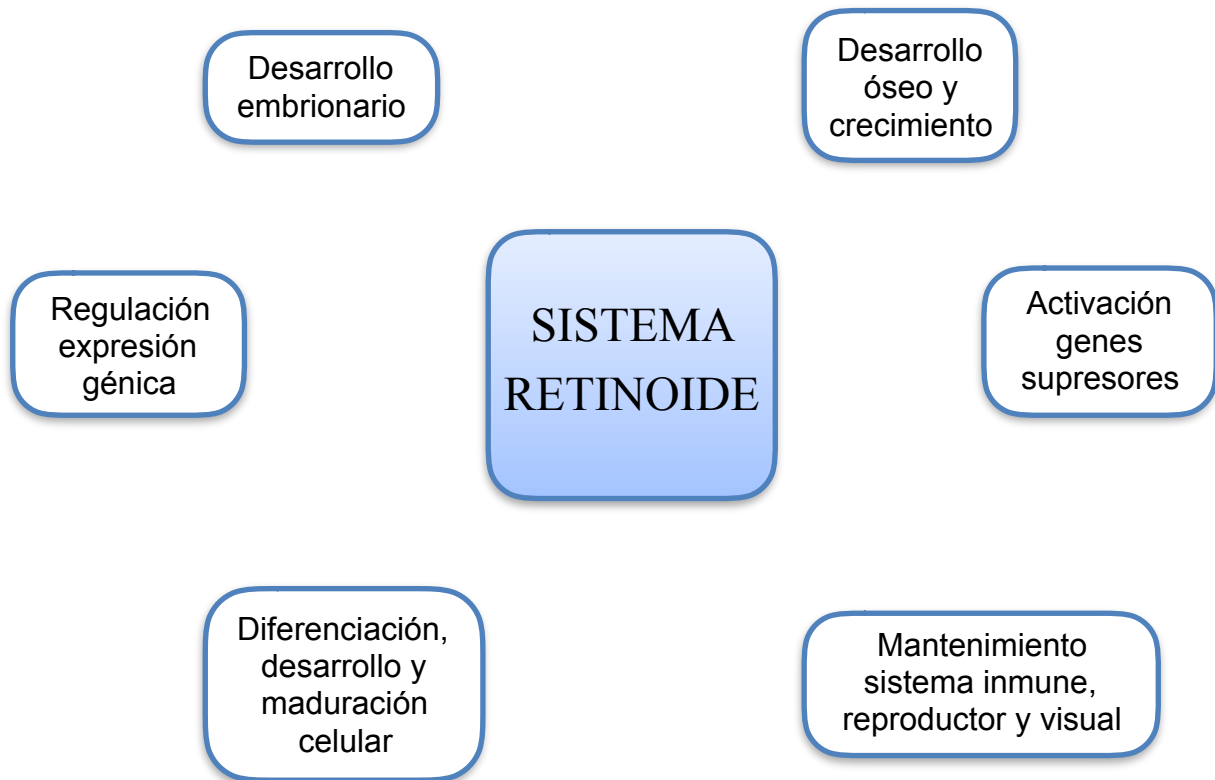 Desarrollo
embrionario
Desarrollo
óseo y
crecimiento
Regulación
expresión
génica
SISTEMA
RETINOIDE
Activación
genes
supresores
Diferenciación,
desarrollo y
maduración
celular
Mantenimiento
sistema inmune,
reproductor y visual